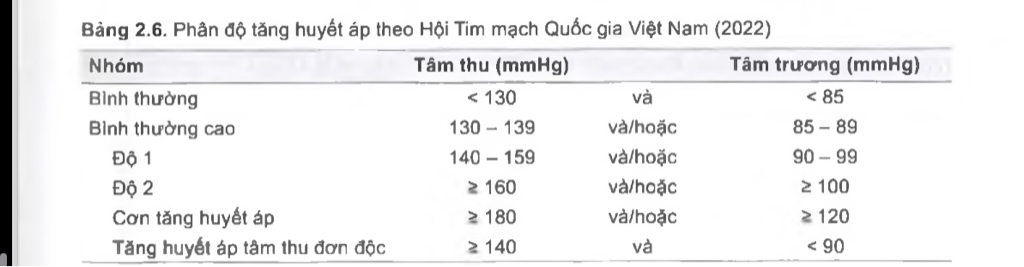 Bảng 2.6. Phân độ tăng huyết áp theo Hội Tim mạch Quốc gia Việt Nam (2022)
Nhóm Tâm thu (mmHg) Tâm trương (mmHg)
Bình thường < 130 và < 85
Bình thường cao 130 – 139 và/hoặc 85 – 89
Độ 1 140 – 159 và/hoặc 90 – 99
Độ 2 ≥ 160 và/hoặc ≥ 100
Cơn tăng huyết áp ≥ 180 và/hoặc ≥ 120
Tăng huyết áp tâm thu đơn độc ≥ 140 và < 90